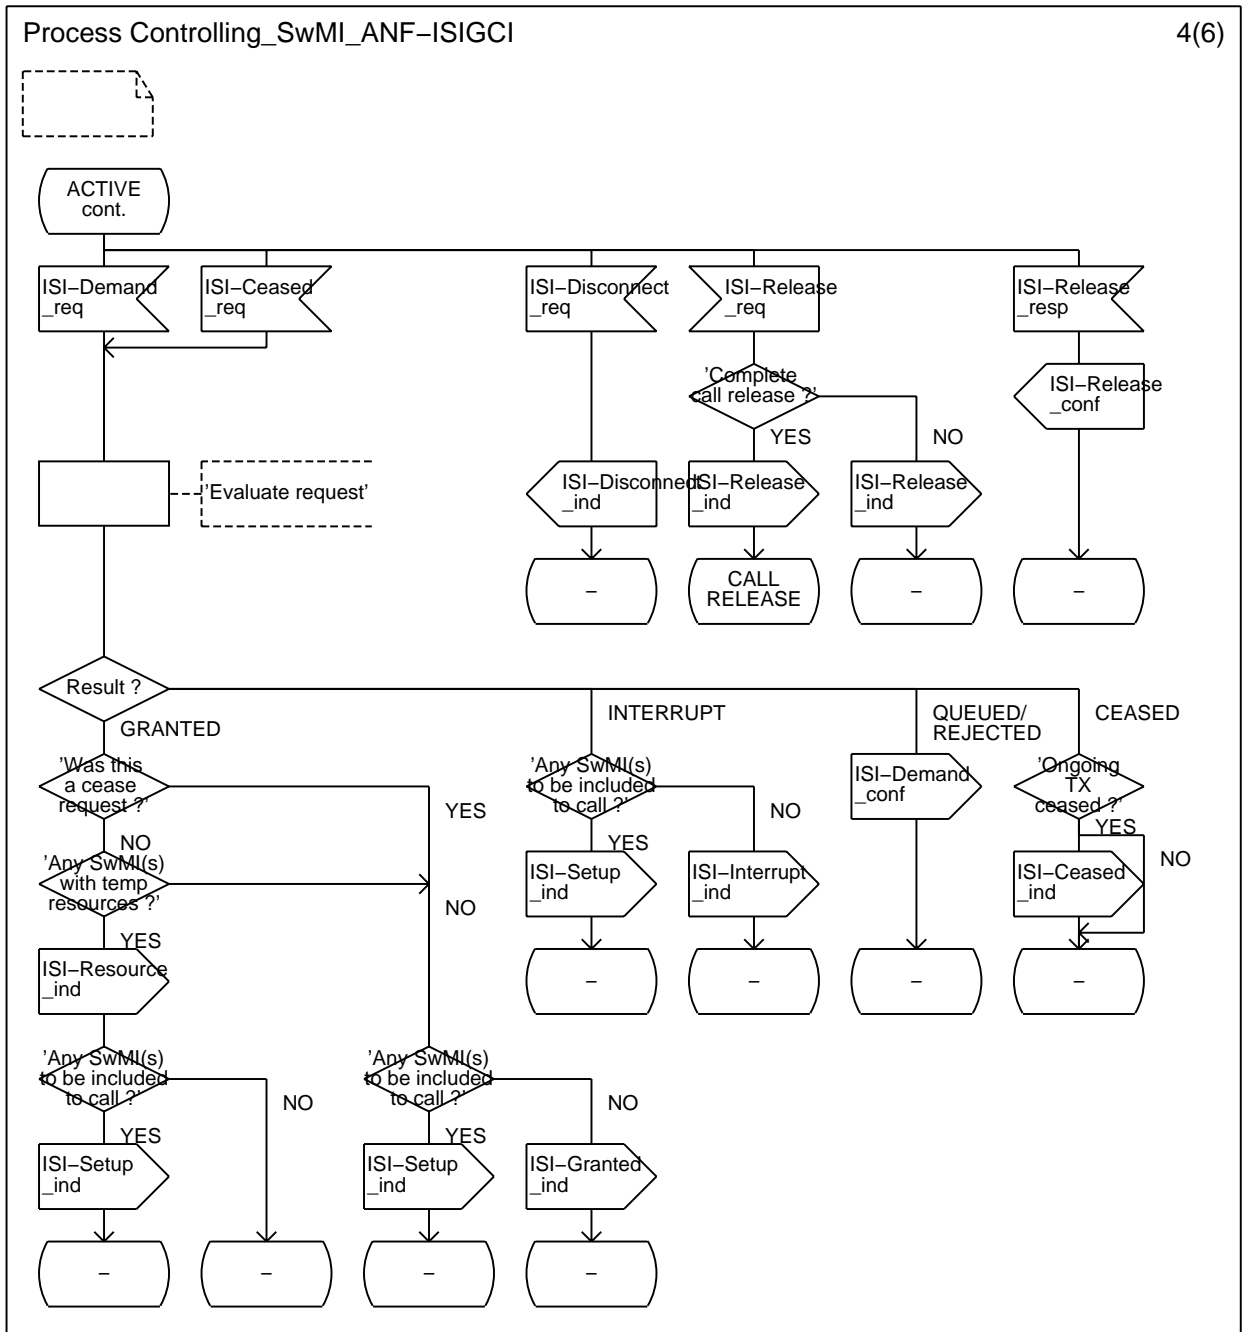 Process Controlling_SwMI_ANF−ISIGCI
4(6)
ACTIVE
cont.
ISI−Demand
_req
ISI−Ceased
_req
ISI−Disconnect
_req
ISI−Release
_req
ISI−Release
_resp
'Complete
call release ?'
ISI−Release
_conf
YES
NO
'Evaluate request'
ISI−Disconnect
_ind
ISI−Release
_ind
ISI−Release
_ind
−
CALL
RELEASE
−
−
Result ?
GRANTED
INTERRUPT
QUEUED/
REJECTED
CEASED
'Was this
a cease
request ?'
YES
'Any SwMI(s)
to be included
to call ?'
NO
ISI−Demand
_conf
'Ongoing
TX
ceased ?'
NO
YES
YES
NO
'Any SwMI(s)
with temp
resources ?'
NO
ISI−Setup
_ind
ISI−Interrupt
_ind
ISI−Ceased
_ind
YES
ISI−Resource
_ind
−
−
−
−
'Any SwMI(s)
to be included
to call ?'
NO
'Any SwMI(s)
to be included
to call ?'
NO
YES
YES
ISI−Setup
_ind
ISI−Setup
_ind
ISI−Granted
_ind
−
−
−
−